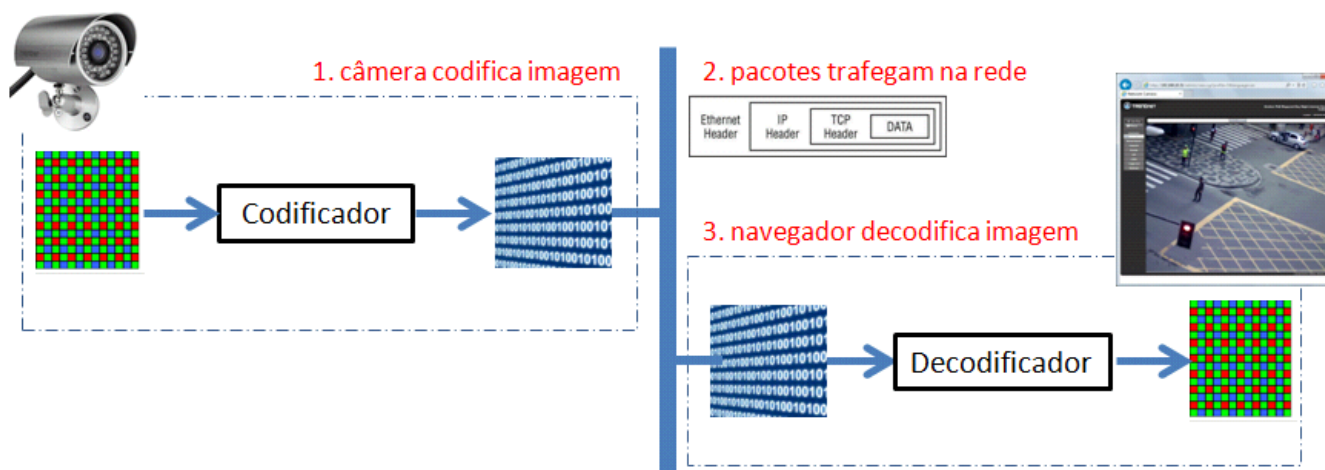 1. câmera codifica imagem
Codificador
2. pacotes trafegam na rede
Ethernet
Header
IP
Header
TCP
Header
DATA
3. navegador decodifica imagem
Decodificador